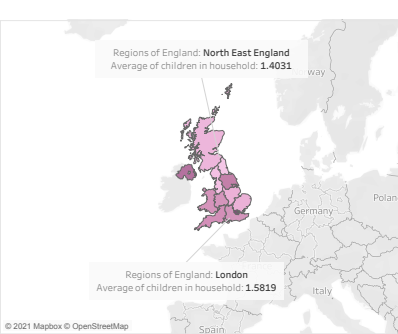 Regions of England: North East England
Average of children in household: 1.4031
way
Germany
Polan
Regions of England: London
Average of children in household: 1.5819
Italy
© 2021 Mapbox © OpenStreetMap
Spain